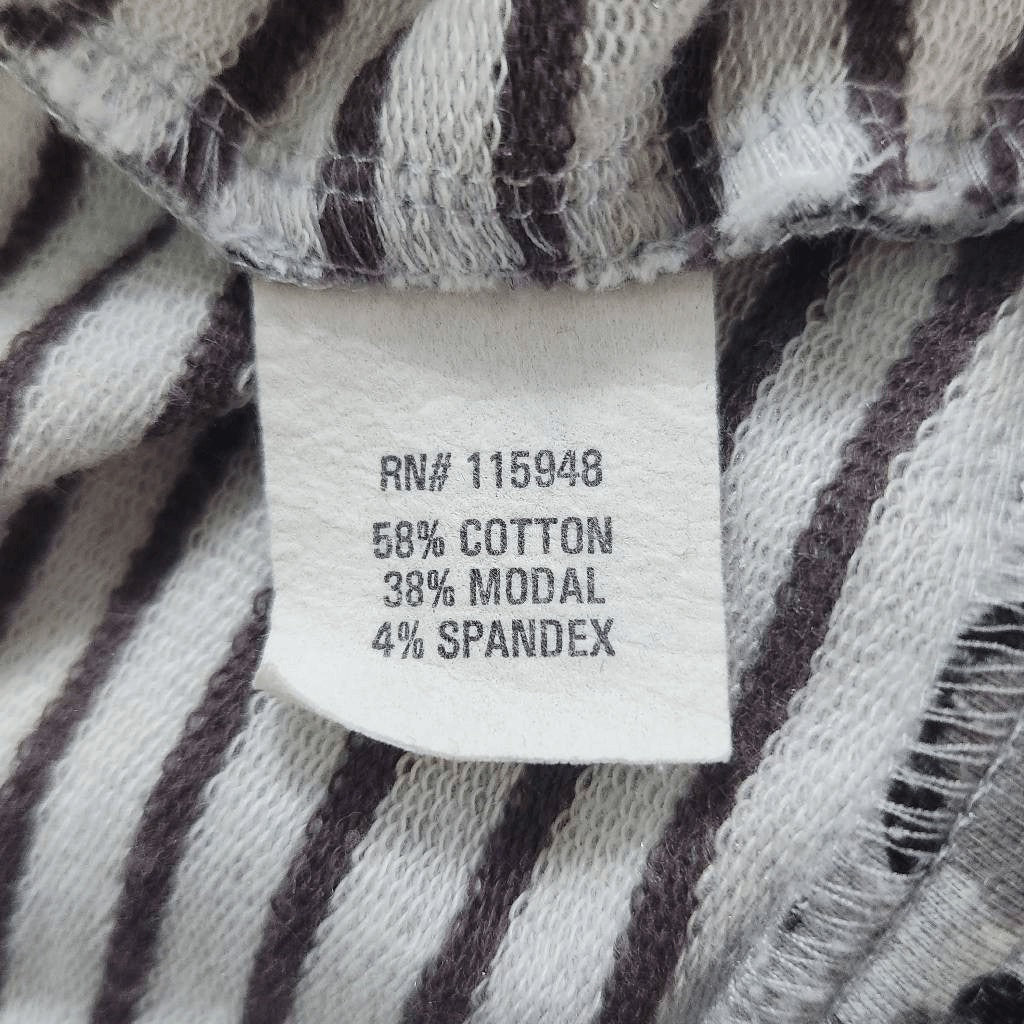 RN# 115948
58% COTTON
38% MODAL
4% SPANDEX